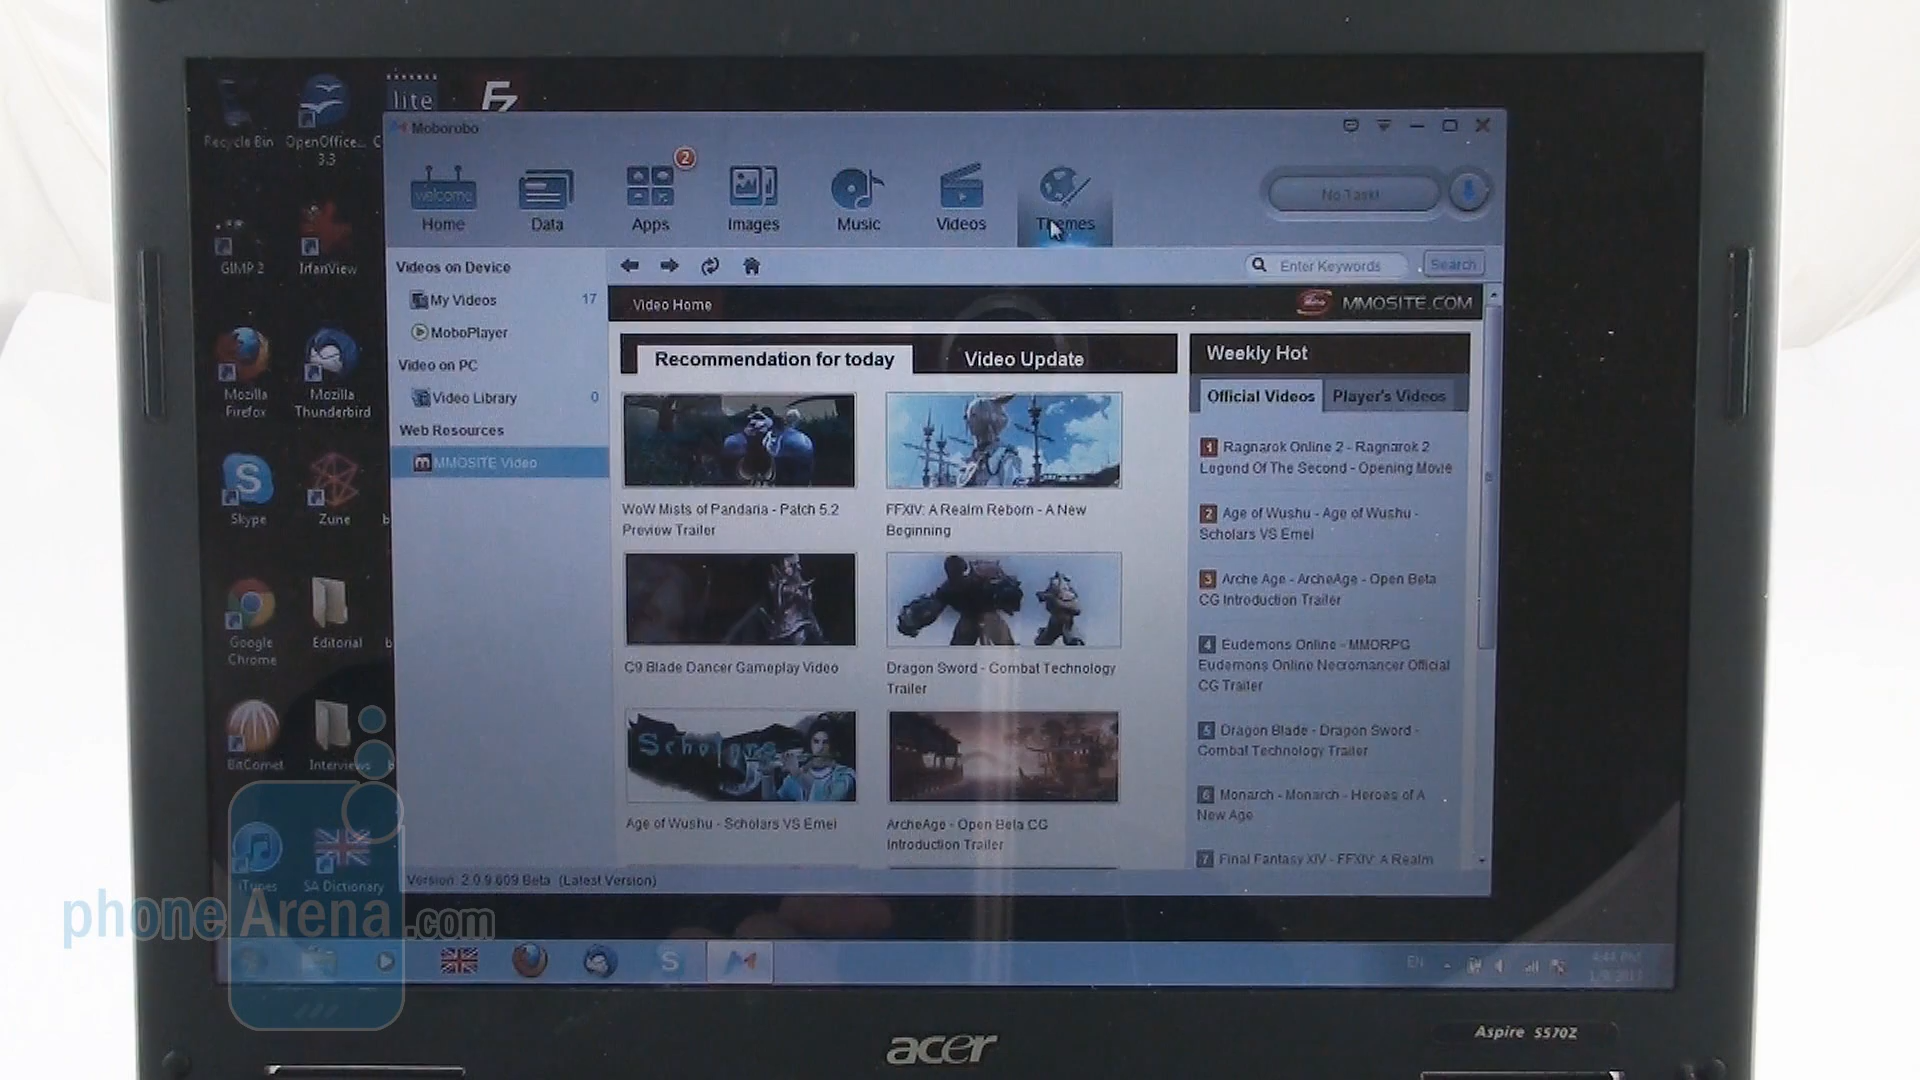 Recycle Bin
OpenOffice...
3.3
lite
Fz
GIMP 2
IrfanView
Mozilla
Firefox
Mozilla
Thunderbird
Skype
Zune
Google
Chrome
Editorial
BitComet
Interviews
iTunes
SA Dictionary
Moborobo
welcome
Home
Data
2
Apps
Images
Music
Videos
Themes
No Task!
Videos on Device
My Videos 17
MoboPlayer
Video on PC
Video Library 0
Web Resources
MMOSITE Video
Enter Keywords
Search
Video Home
MMOSITE.COM
Recommendation for today
Video Update
WoW Mists of Pandaria - Patch 5.2
Preview Trailer
FFXIV: A Realm Reborn - A New
Beginning
C9 Blade Dancer Gameplay Video
Dragon Sword - Combat Technology
Trailer
Scholars
Age of Wushu - Scholars VS Emei
ArcheAge - Open Beta CG
Introduction Trailer
Weekly Hot
Official Videos
Player's Videos
1 Ragnarok Online 2 - Ragnarok 2
Legend Of The Second - Opening Movie
2 Age of Wushu - Age of Wushu -
Scholars VS Emei
3 Arche Age - ArcheAge - Open Beta
CG Introduction Trailer
4 Eudemons Online - MMORPG
Eudemons Online Necromancer Official
CG Trailer
5 Dragon Blade - Dragon Sword -
Combat Technology Trailer
6 Monarch - Monarch - Heroes of A
New Age
7 Final Fantasy XIV - FFXIV: A Realm
Version: 2.0.9.609 Beta (Latest Version)
phoneArena.com
EN
4:44 PM
acer
Aspire 5570Z